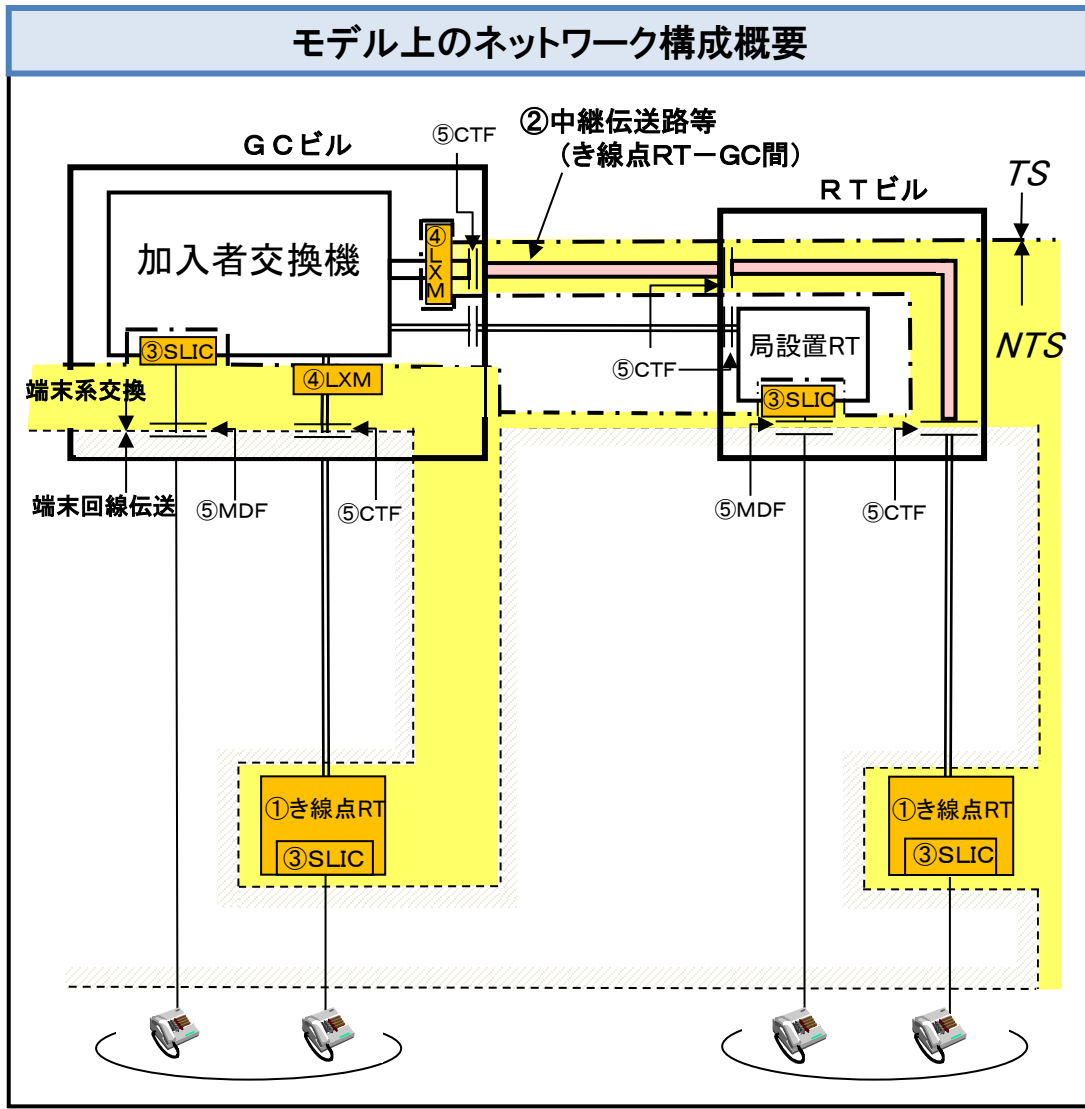 モデル上のネットワーク構成概要
GCビル
⑤CTF
②中継伝送路等
(き線点RT－GC間)
RTビル
TS
NTS
加入者交換機
④LXM
③SLIC
④LXM
端末系交換
端末回線伝送
⑤MDF
⑤CTF
⑤CTF
局設置RT
③SLIC
⑤MDF
⑤CTF
①き線点RT
③SLIC
①き線点RT
③SLIC